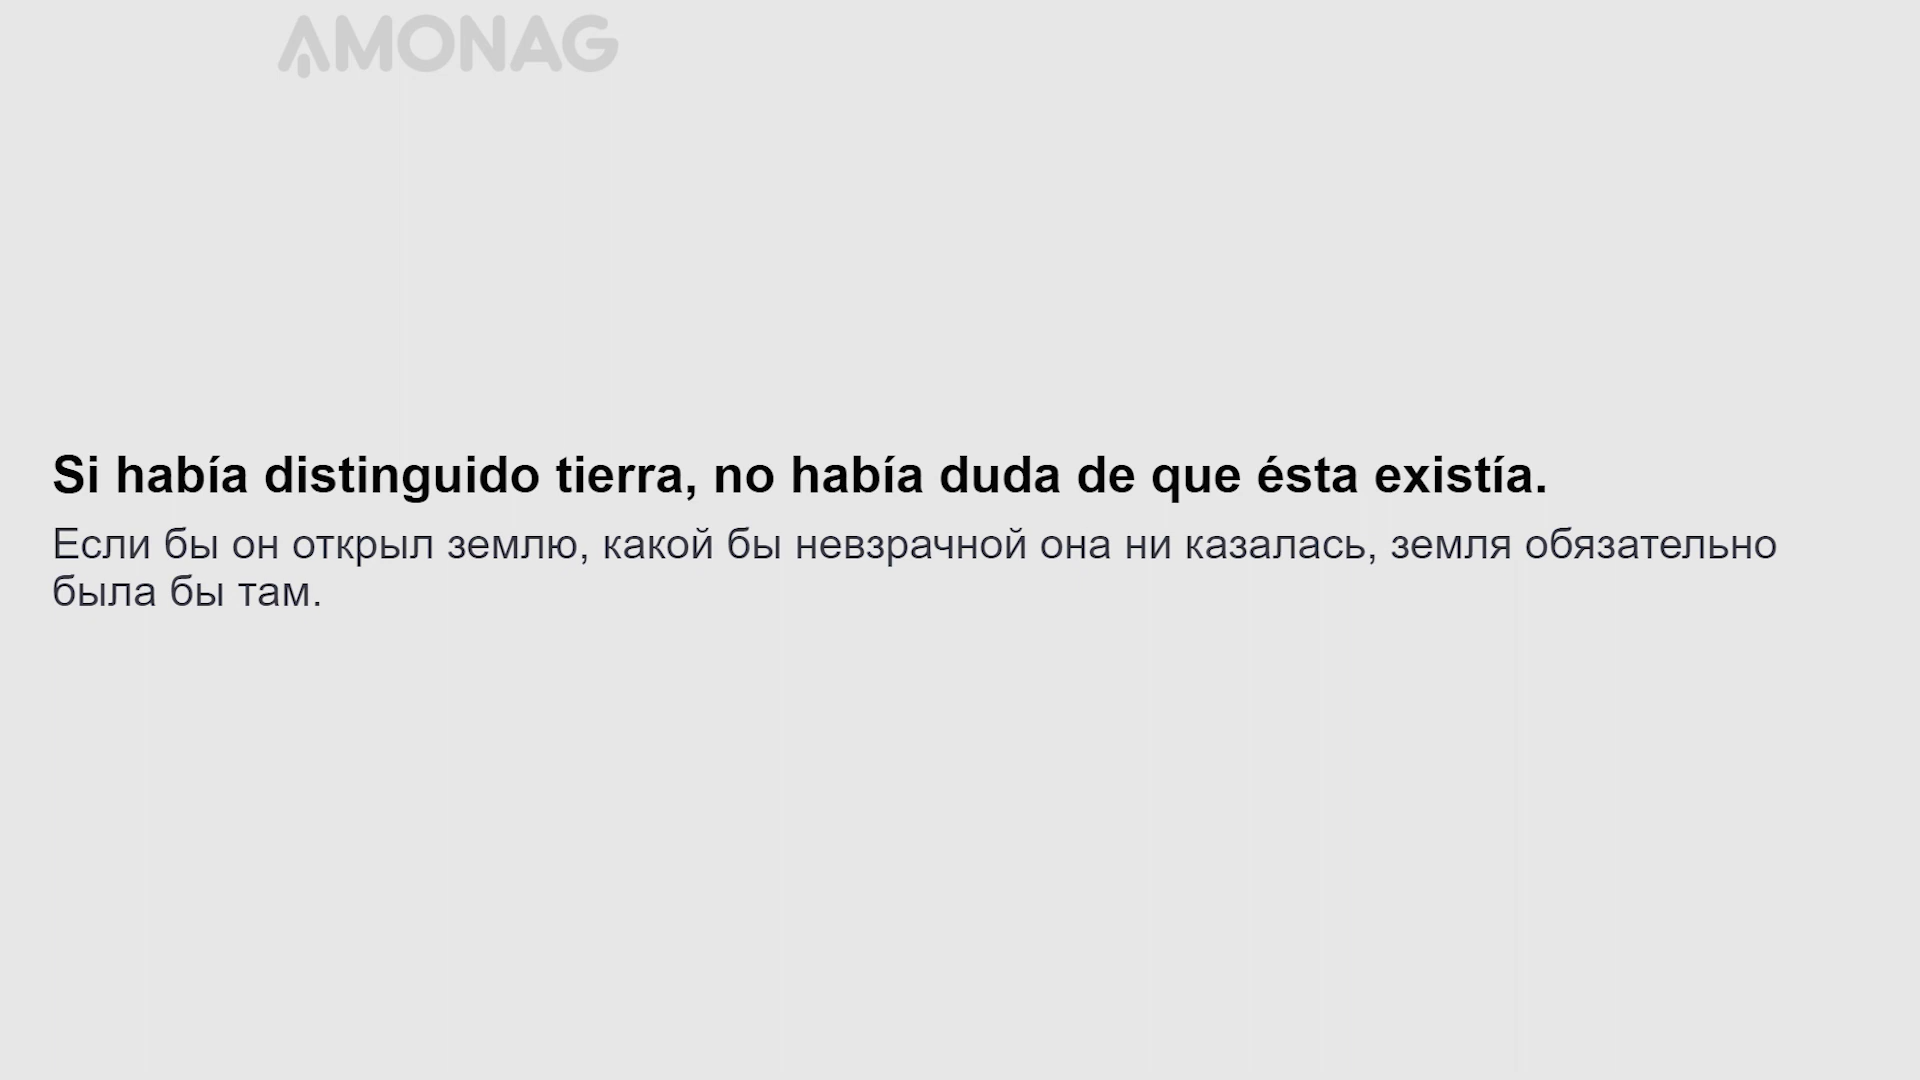 AMONAG
Si había distinguido tierra, no había duda de que ésta existía.
Если бы он открыл землю, какой бы невзрачной она ни казалась, земля обязательно
была бы там.